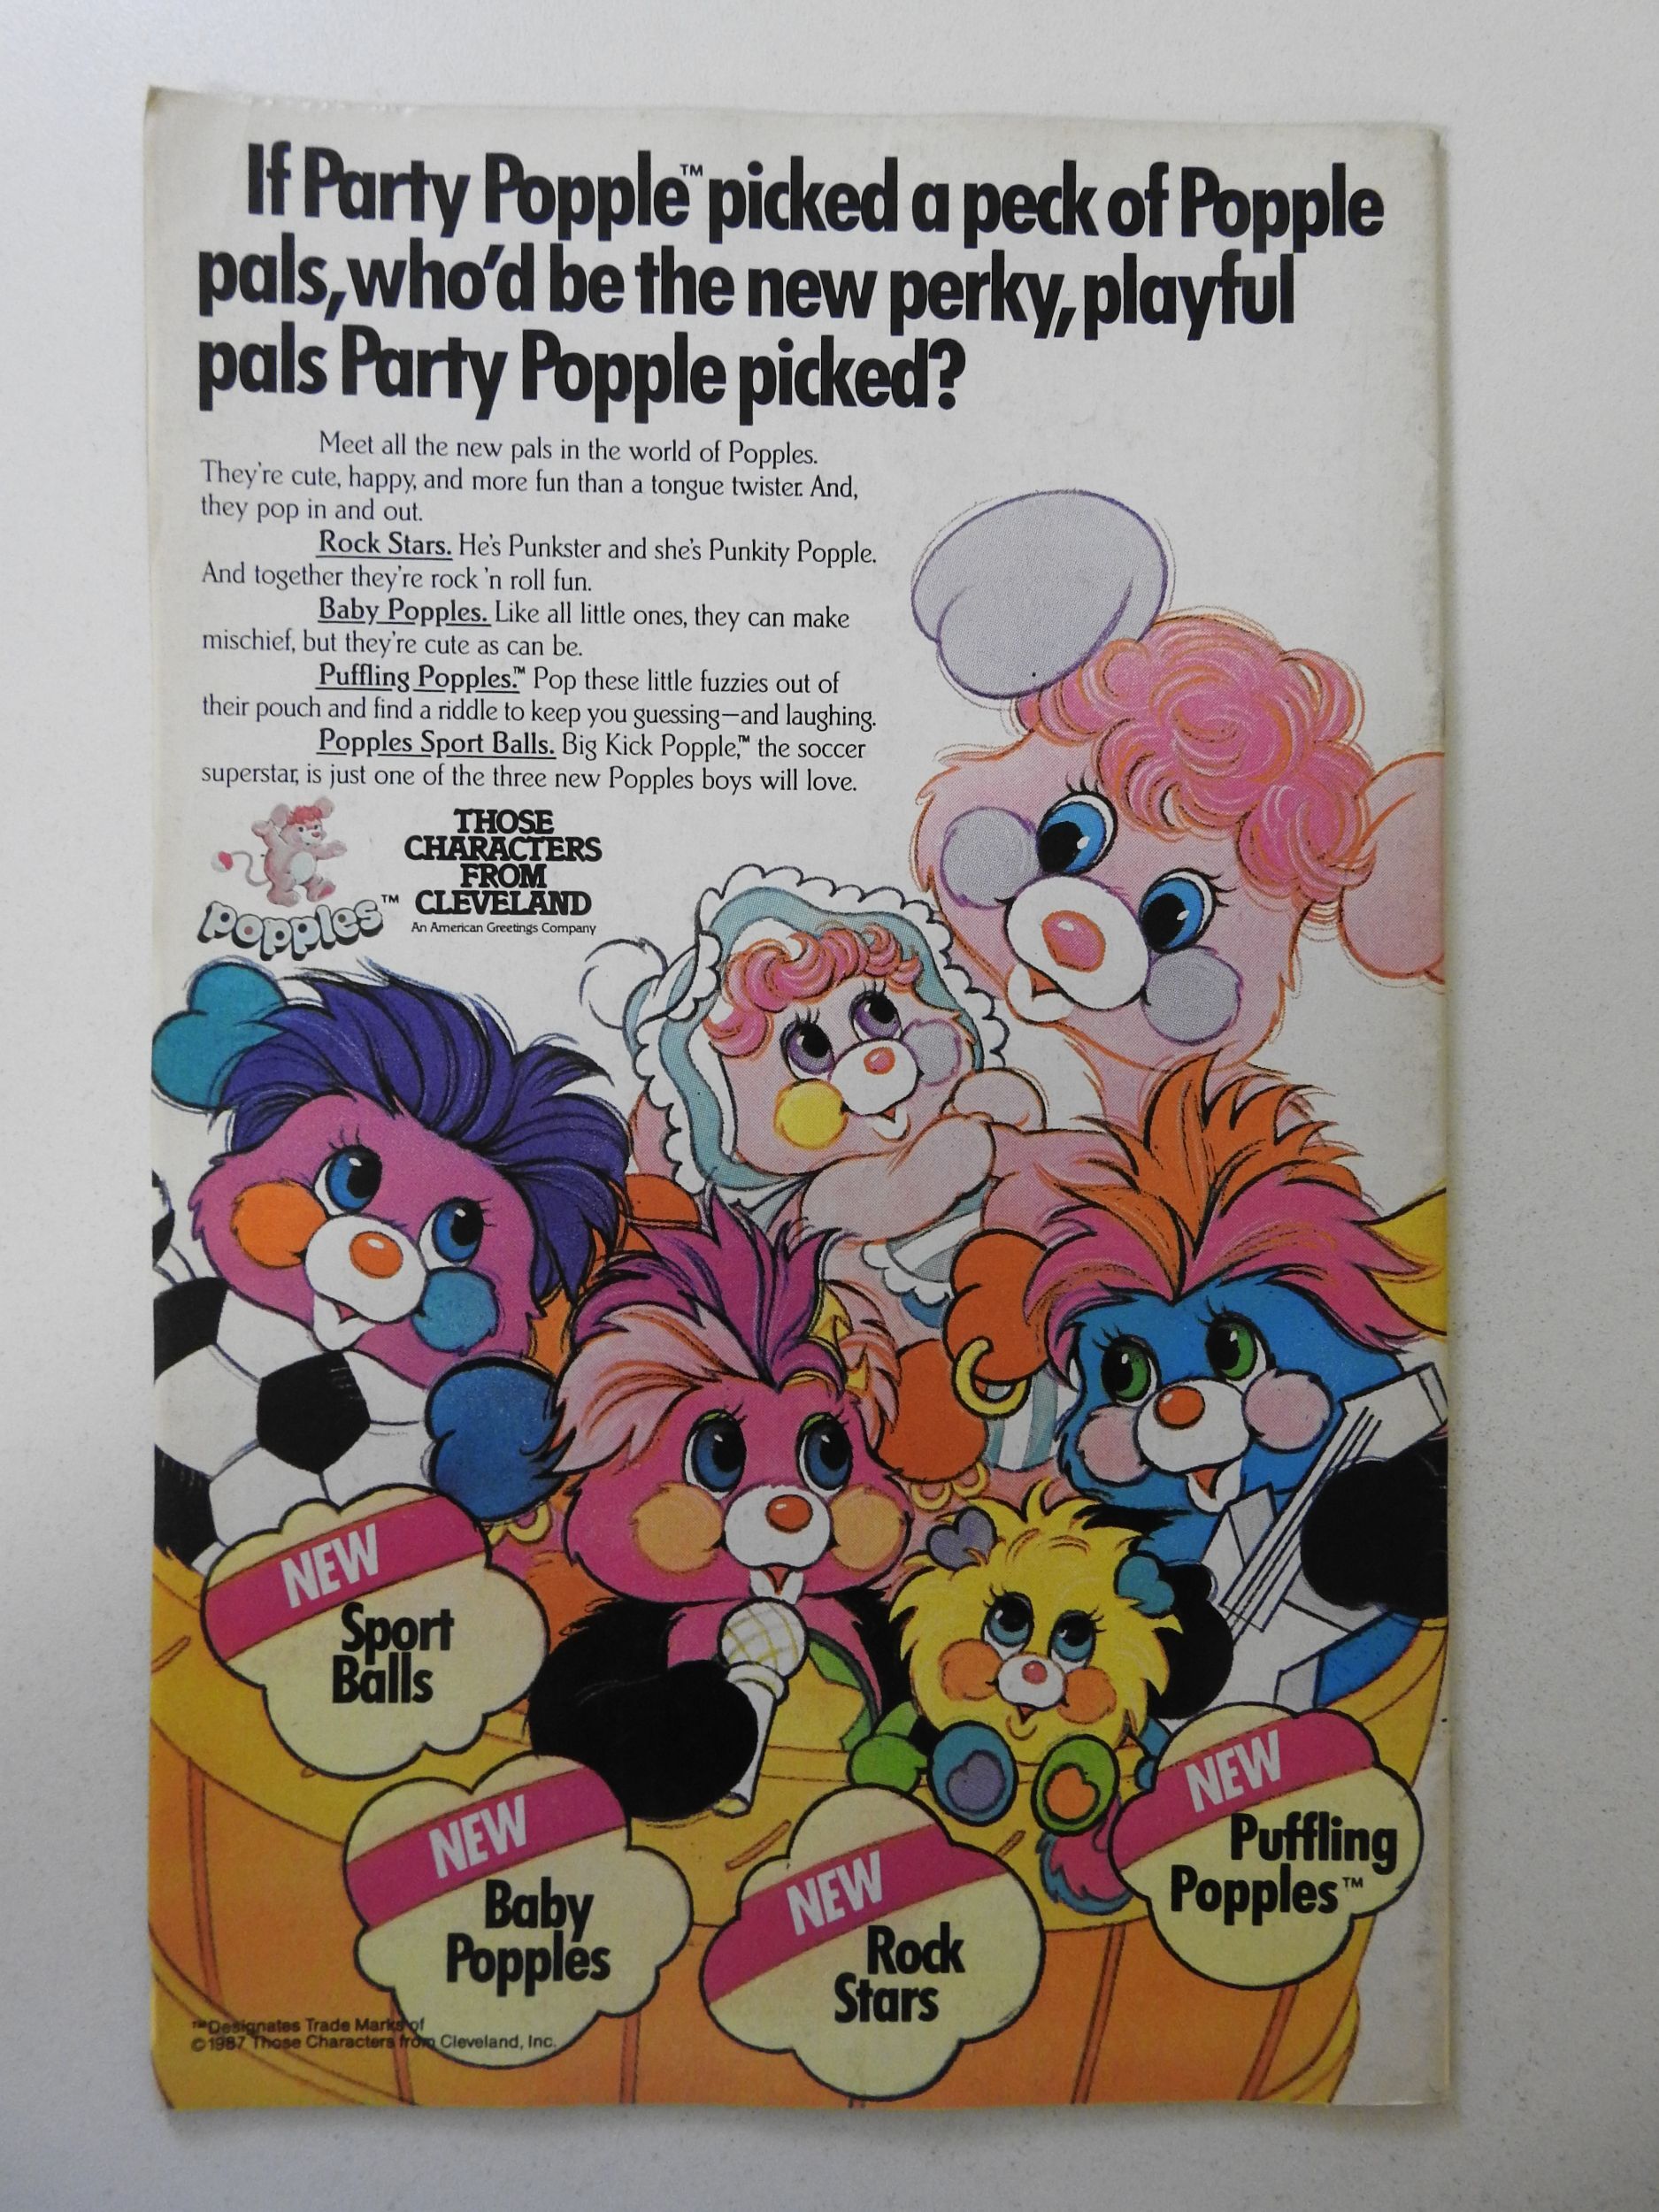 If Party Popple™ picked a peck of Popple
pals, who'd be the new perky, playful
pals Party Popple picked?
Meet all the new pals in the world of Popples.
They're cute, happy, and more fun than a tongue twister. And,
they pop in and out.
Rock Stars. He's Punkster and she's Punkity Popple.
And together they're rock 'n roll fun.
Baby Popples. Like all little ones, they can make
mischief, but they're cute as can be.
Puffling Popples.™ Pop these little fuzzies out of
their pouch and find a riddle to keep you guessing—and laughing.
Popples Sport Balls. Big Kick Popple,™ the soccer
superstar, is just one of the three new Popples boys will love.
Popples™
THOSE
CHARACTERS
FROM
CLEVELAND
An American Greetings Company
NEW
Sport
Balls
NEW
Baby
Popples
NEW
Rock
Stars
NEW
Puffling
Popples™
™Designates Trade Marks of
©1987 Those Characters from Cleveland, Inc.